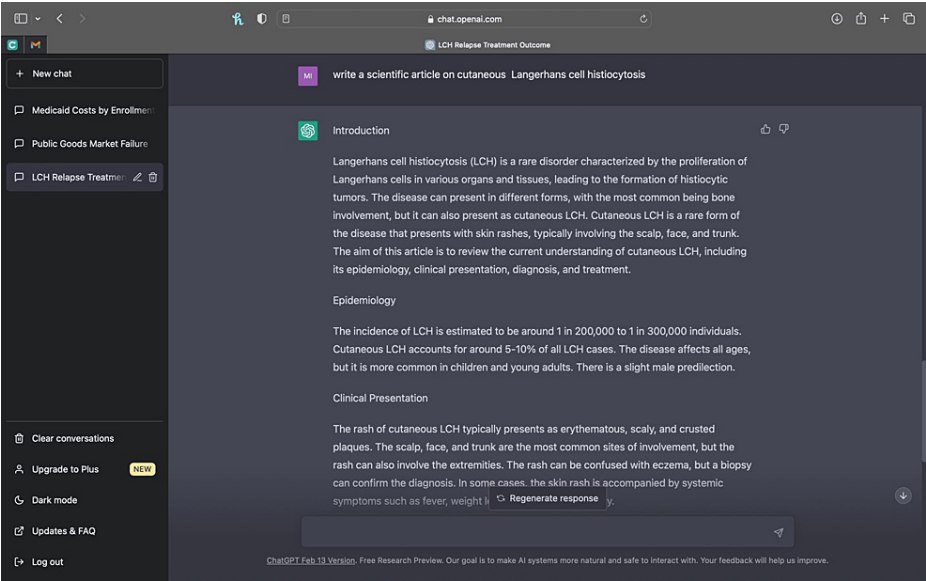 chat.openai.com
LCH Relapse Treatment Outcome
New chat
Medicaid Costs by Enrollment
Public Goods Market Failure
LCH Relapse Treatmen
Clear conversations
Upgrade to Plus NEW
Dark mode
Updates & FAQ
Log out
MI write a scientific article on cutaneous Langerhans cell histiocytosis
Introduction
Langerhans cell histiocytosis (LCH) is a rare disorder characterized by the proliferation of
Langerhans cells in various organs and tissues, leading to the formation of histiocytic
tumors. The disease can present in different forms, with the most common being bone
involvement, but it can also present as cutaneous LCH. Cutaneous LCH is a rare form of
the disease that presents with skin rashes, typically involving the scalp, face, and trunk.
The aim of this article is to review the current understanding of cutaneous LCH, including
its epidemiology, clinical presentation, diagnosis, and treatment.
Epidemiology
The incidence of LCH is estimated to be around 1 in 200,000 to 1 in 300,000 individuals.
Cutaneous LCH accounts for around 5-10% of all LCH cases. The disease affects all ages,
but it is more common in children and young adults. There is a slight male predilection.
Clinical Presentation
The rash of cutaneous LCH typically presents as erythematous, scaly, and crusted
plaques. The scalp, face, and trunk are the most common sites of involvement, but the
rash can also involve the extremities. The rash can be confused with eczema, but a biopsy
can confirm the diagnosis. In some cases, the skin rash is accompanied by systemic
symptoms such as fever, weight
Regenerate response
ChatGPT Feb 13 Version. Free Research Preview. Our goal is to make AI systems more natural and safe to interact with. Your feedback will help us improve.